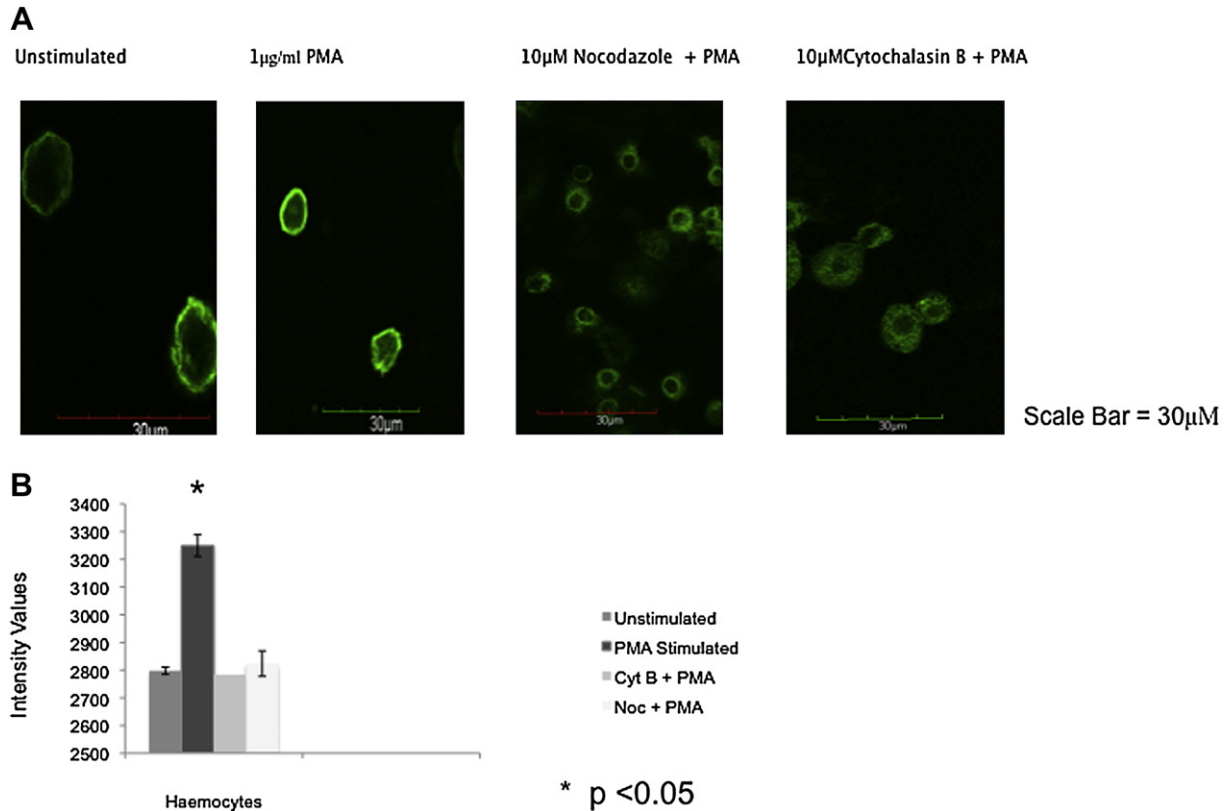 A
Unstimulated
1µg/ml PMA
10µM Nocodazole + PMA
10µMCytochalasin B + PMA
30µm
30µm
30µm
30µm
Scale Bar = 30µM
B
*
3400
3300
3200
3100
3000
2900
2800
2700
2600
2500
Intensity Values
Haemocytes
Unstimulated
PMA Stimulated
Cyt B + PMA
Noc + PMA
* p <0.05